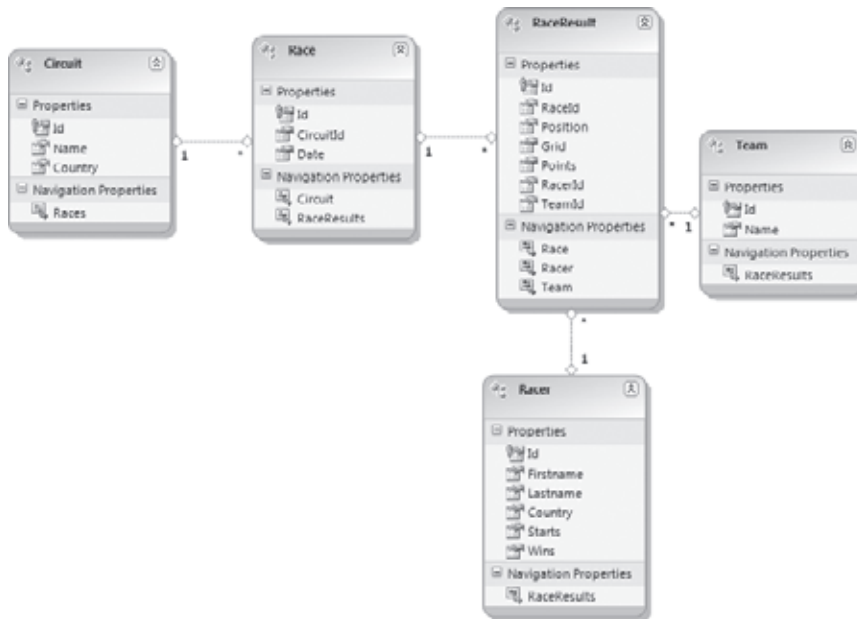 Circuit
Properties
Id
Name
Country
Navigation Properties
Races
1
*
Race
Properties
Id
CircuitId
Date
Navigation Properties
Circuit
RaceResults
1
*
RaceResult
Properties
Id
RaceId
Position
Grid
Points
RacerId
TeamId
Navigation Properties
Race
Racer
Team
* 1
Team
Properties
Id
Name
Navigation Properties
RaceResults
*
1
Racer
Properties
Id
Firstname
Lastname
Country
Starts
Wins
Navigation Properties
RaceResults